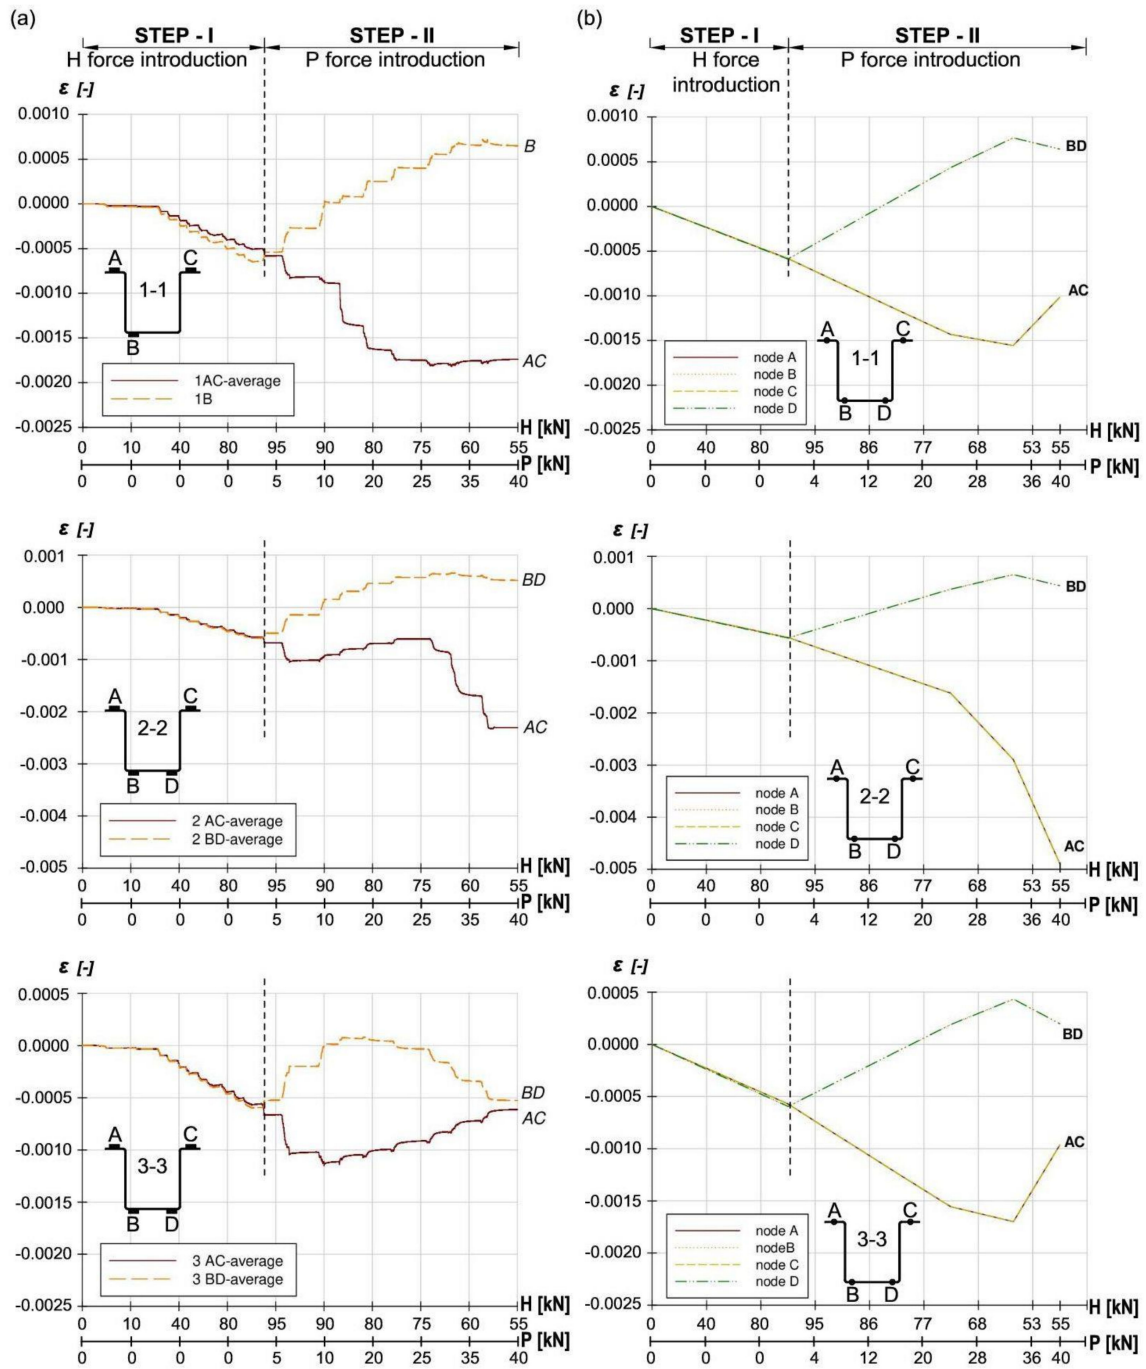 (a)
(b)
STEP - I STEP - II
H force introduction P force introduction
STEP - I STEP - II
H force introduction P force introduction
ε [-]
0.0010
0.0005
0.0000
-0.0005
-0.0010
-0.0015
-0.0020
-0.0025
B
AC
A C
1-1
B
1AC-average
1B
0 10 40 80 95 90 80 75 60 55 H [kN]
0 0 0 0 5 10 20 25 35 40 P [kN]
ε [-]
0.0010
0.0005
0.0000
-0.0005
-0.0010
-0.0015
-0.0020
-0.0025
BD
AC
A C
1-1
B D
node A
node B
node C
node D
0 40 80 95 86 77 68 53 55 H [kN]
0 0 0 4 12 20 28 36 40 P [kN]
ε [-]
0.001
0.000
-0.001
-0.002
-0.003
-0.004
-0.005
BD
AC
A C
2-2
B D
2 AC-average
2 BD-average
0 10 40 80 95 90 80 75 60 55 H [kN]
0 0 0 0 5 10 20 25 35 40 P [kN]
ε [-]
0.001
0.000
-0.001
-0.002
-0.003
-0.004
-0.005
BD
AC
A C
2-2
B D
node A
node B
node C
node D
0 40 80 95 86 77 68 53 55 H [kN]
0 0 0 4 12 20 28 36 40 P [kN]
ε [-]
0.0005
0.0000
-0.0005
-0.0010
-0.0015
-0.0020
-0.0025
BD
AC
A C
3-3
B D
3 AC-average
3 BD-average
0 10 40 80 95 90 80 75 60 55 H [kN]
0 0 0 0 5 10 20 25 35 40 P [kN]
ε [-]
0.0005
0.0000
-0.0005
-0.0010
-0.0015
-0.0020
-0.0025
BD
AC
A C
3-3
B D
node A
nodeB
node C
node D
0 40 80 95 86 77 68 53 55 H [kN]
0 0 0 4 12 20 28 36 40 P [kN]